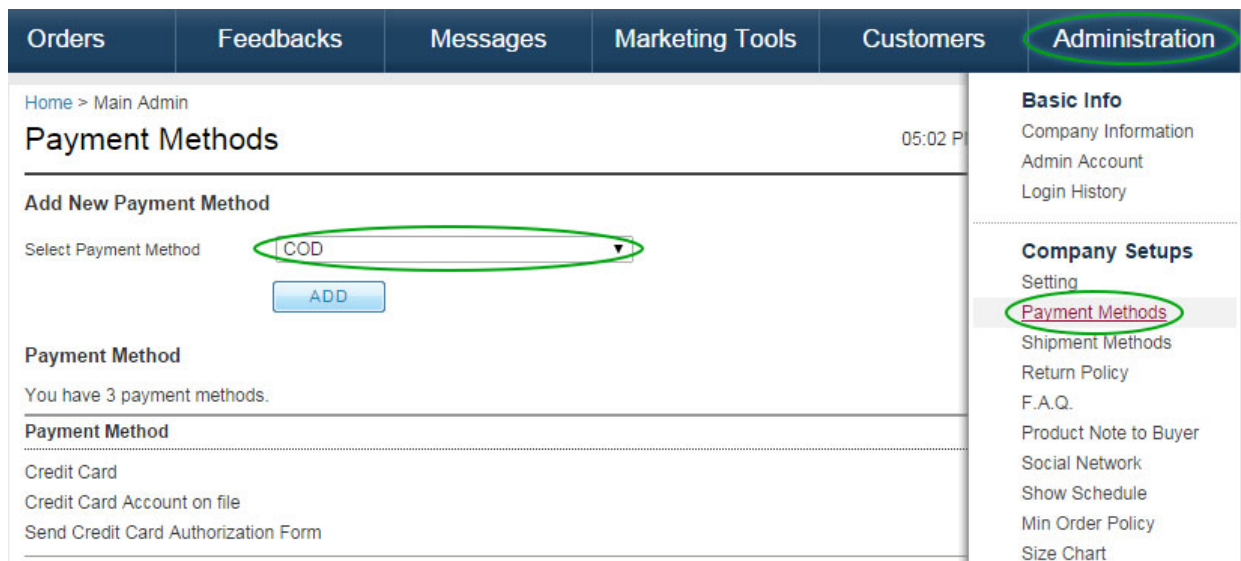 Orders Feedbacks Messages Marketing Tools Customers Administration
Home > Main Admin
Payment Methods
05:02 P
Add New Payment Method
Select Payment Method COD
ADD
Payment Method
You have 3 payment methods.
Payment Method
Credit Card
Credit Card Account on file
Send Credit Card Authorization Form
Basic Info
Company Information
Admin Account
Login History
Company Setups
Setting
Payment Methods
Shipment Methods
Return Policy
F.A.Q.
Product Note to Buyer
Social Network
Show Schedule
Min Order Policy
Size Chart